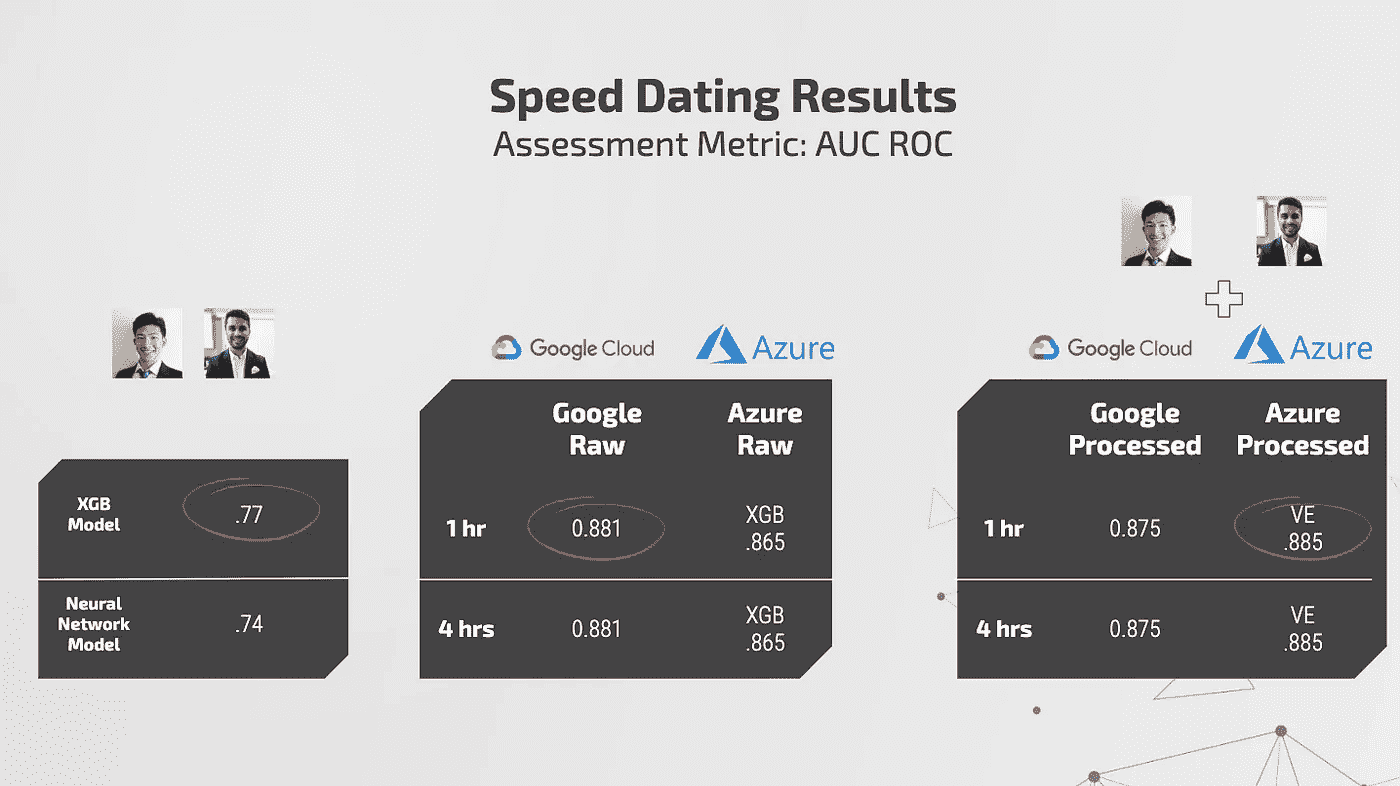 Speed Dating Results
Assessment Metric: AUC ROC
XGB
Model
.77
Neural
Network
Model
.74
Google Cloud
Azure
Google
Raw
Azure
Raw
1 hr
0.881
XGB
.865
4 hrs
0.881
XGB
.865
Google Cloud
Azure
Google
Processed
Azure
Processed
1 hr
0.875
VE
.885
4 hrs
0.875
VE
.885